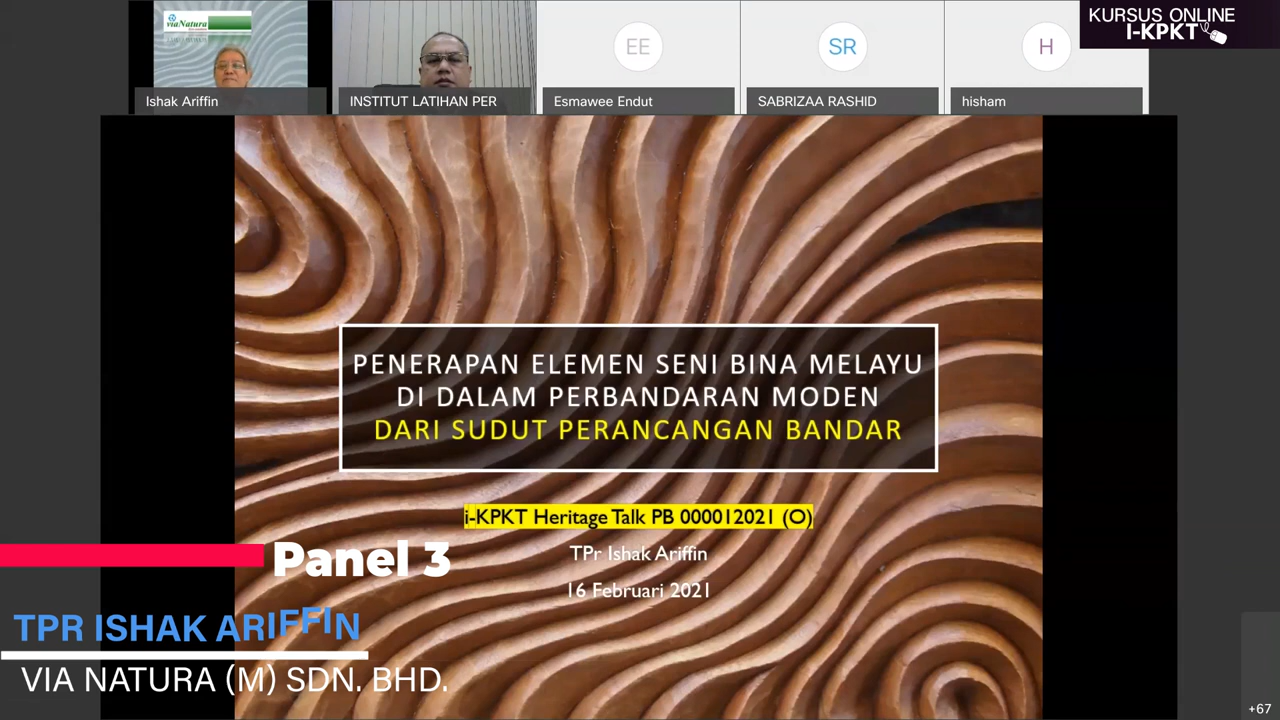 viaNatura
KURSUS ONLINE
I-KPKT
EE
SR
H
Ishak Ariffin
INSTITUT LATIHAN PER
Esmawee Endut
SABRIZAA RASHID
hisham
PENERAPAN ELEMEN SENI BINA MELAYU
DI DALAM PERBANDARAN MODEN
DARI SUDUT PERANCANGAN BANDAR
i-KPKT Heritage Talk PB 000012021 (O)
TPr Ishak Ariffin
16 Februari 2021
Panel 3
TPR ISHAK ARIFFIN
VIA NATURA (M) SDN. BHD.
+67